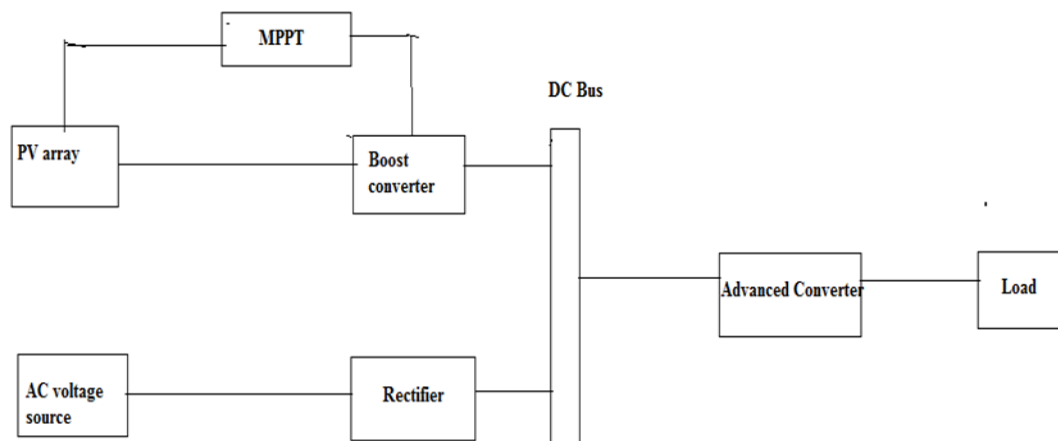 MPPT
DC Bus
PV array
Boost
converter
Advanced Converter
Load
AC voltage
source
Rectifier